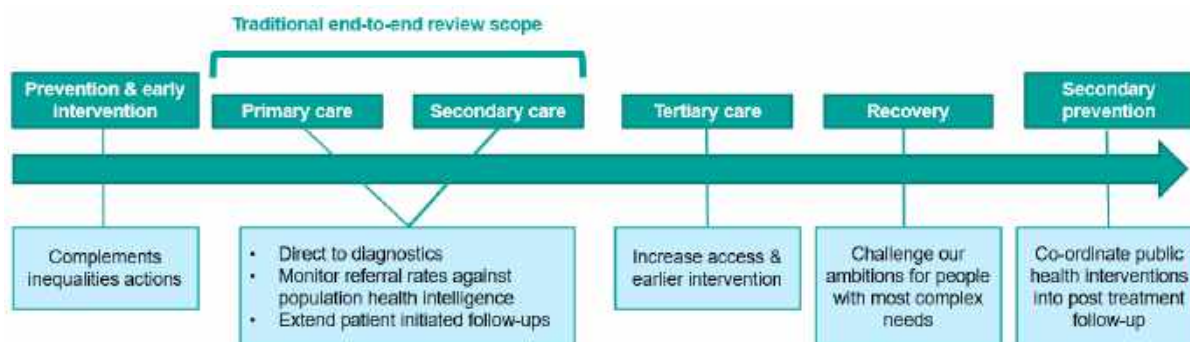 Traditional end-to-end review scope
Prevention & early
intervention
Primary care
Secondary care
Tertiary care
Recovery
Secondary
prevention
Complements
inequalities actions
• Direct to diagnostics
• Monitor referral rates against
population health intelligence
• Extend patient initiated follow-ups
Increase access &
earlier intervention
Challenge our
ambitions for people
with most complex
needs
Co-ordinate public
health interventions
into post treatment
follow-up